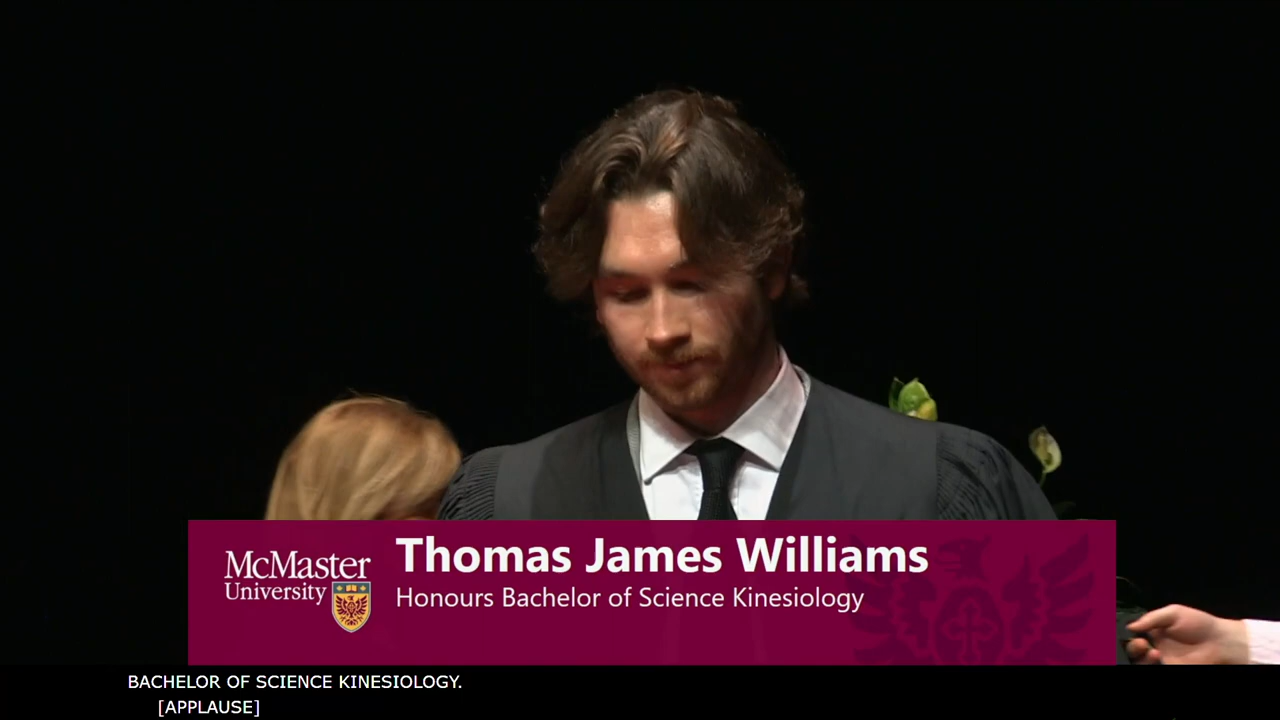 Thomas James Williams
Honours Bachelor of Science Kinesiology
McMaster
University
BACHELOR OF SCIENCE KINESIOLOGY.
[APPLAUSE]